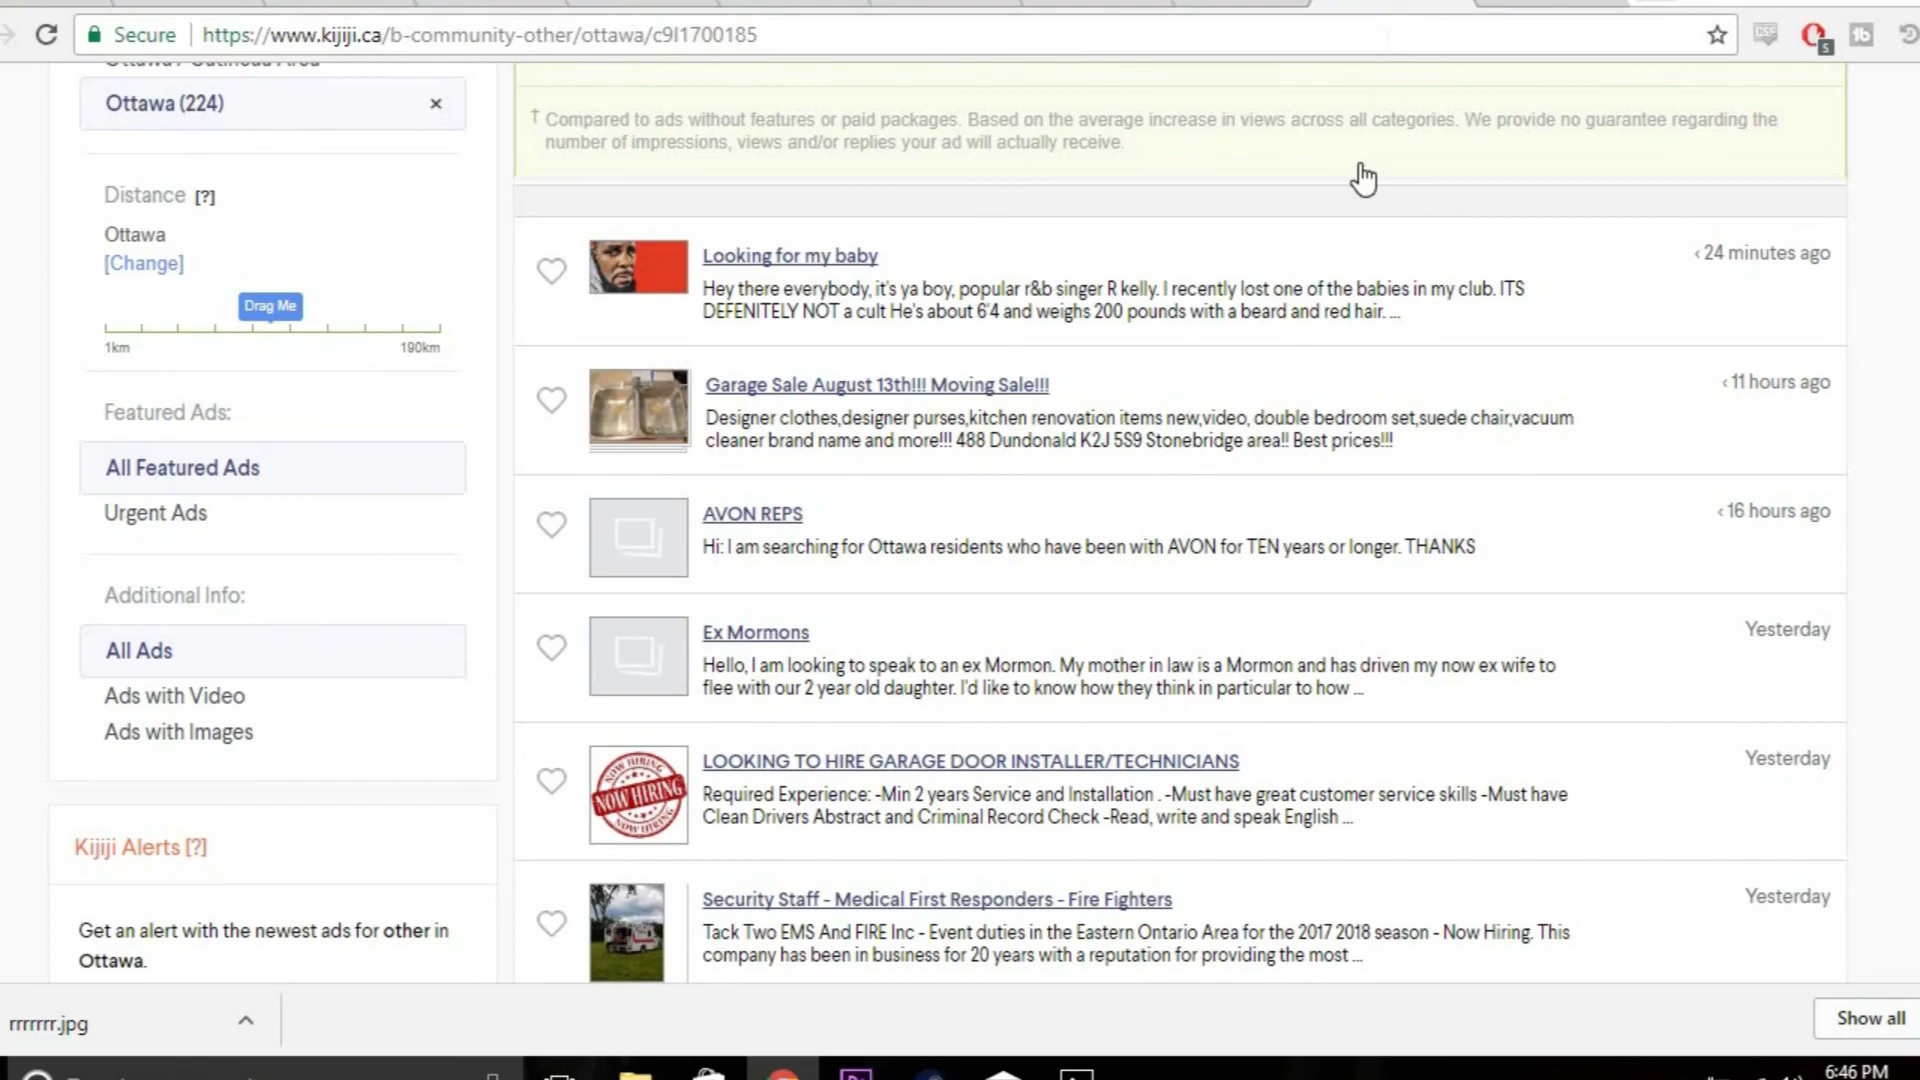 Secure https://www.kijiji.ca/b-community-other/ottawa/c9l1700185
Ottawa (224) ×
Distance [?]
Ottawa
[Change]
Drag Me
1km 190km
Featured Ads:
All Featured Ads
Urgent Ads
Additional Info:
All Ads
Ads with Video
Ads with Images
Kijiji Alerts [?]
Get an alert with the newest ads for other in
Ottawa.
† Compared to ads without features or paid packages. Based on the average increase in views across all categories. We provide no guarantee regarding the
number of impressions, views and/or replies your ad will actually receive.
Looking for my baby
< 24 minutes ago
Hey there everybody, it's ya boy, popular r&b singer R kelly. I recently lost one of the babies in my club. ITS
DEFENITELY NOT a cult He's about 6'4 and weighs 200 pounds with a beard and red hair. ...
Garage Sale August 13th!!! Moving Sale!!!
< 11 hours ago
Designer clothes,designer purses,kitchen renovation items new,video, double bedroom set,suede chair,vacuum
cleaner brand name and more!!! 488 Dundonald K2J 5S9 Stonebridge area!! Best prices!!!
AVON REPS
< 16 hours ago
Hi: I am searching for Ottawa residents who have been with AVON for TEN years or longer. THANKS
Ex Mormons
Yesterday
Hello, I am looking to speak to an ex Mormon. My mother in law is a Mormon and has driven my now ex wife to
flee with our 2 year old daughter. I'd like to know how they think in particular to how ...
NOW HIRING
NOW HIRING
NOW HIRING
LOOKING TO HIRE GARAGE DOOR INSTALLER/TECHNICIANS
Yesterday
Required Experience: -Min 2 years Service and Installation . -Must have great customer service skills -Must have
Clean Drivers Abstract and Criminal Record Check -Read, write and speak English ...
Security Staff - Medical First Responders - Fire Fighters
Yesterday
Tack Two EMS And FIRE Inc - Event duties in the Eastern Ontario Area for the 2017 2018 season - Now Hiring. This
company has been in business for 20 years with a reputation for providing the most ...
rrrrrrr.jpg
Show all
6:46 PM